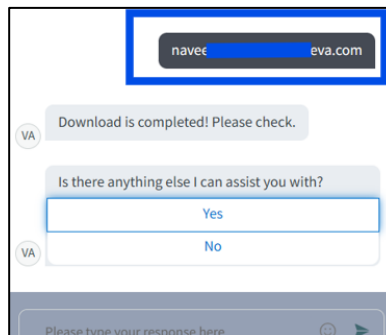 navee eva.com
VA
Download is completed! Please check.
Is there anything else I can assist you with?
Yes
No
VA
Please type your response here